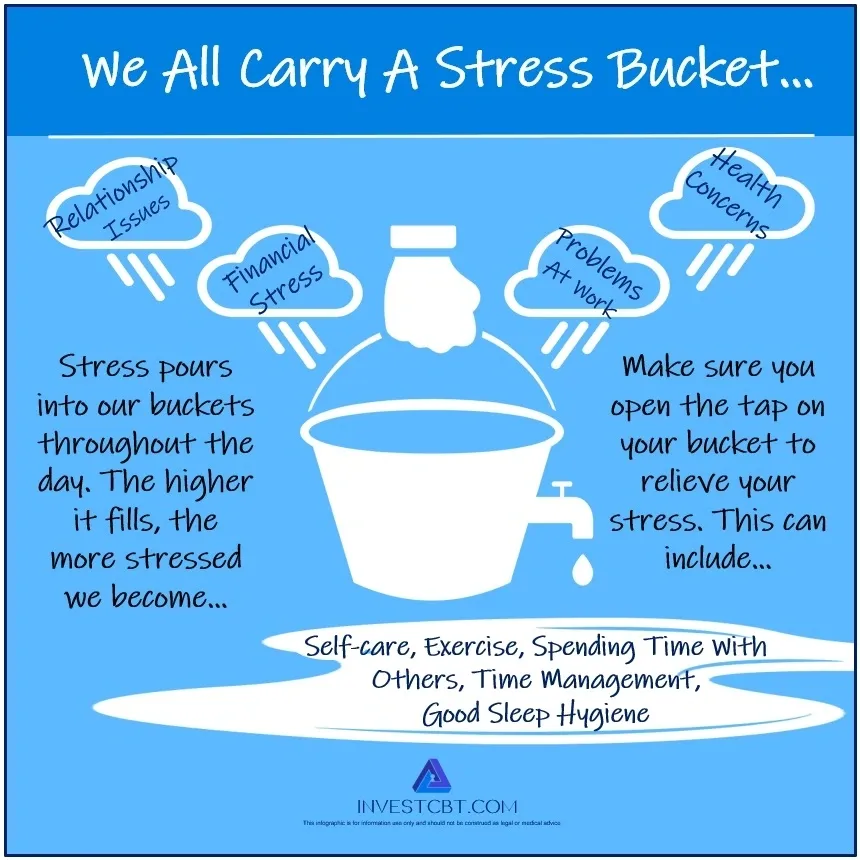 We All Carry A Stress Bucket...
Relationship
Issues
Financial
Stress
Problems
At Work
Health
Concerns
Stress pours
into our buckets
throughout the
day. The higher
it fills, the
more stressed
we become...
Make sure you
open the tap on
your bucket to
relieve your
stress. This can
include...
Self-care, Exercise, Spending Time With
Others, Time Management,
Good Sleep Hygiene
INVESTCBT.COM
This infographic is for information use only and should not be construed as legal or medical advice